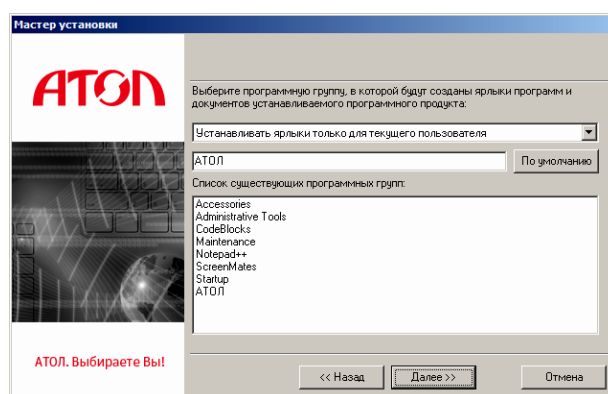 Мастер установки
АТОЛ
Выберите программную группу, в которой будут созданы ярлыки программ и
документов устанавливаемого программного продукта:
Устанавливать ярлыки только для текущего пользователя
АТОЛ
По умолчанию
Список существующих программных групп:
Accessories
Administrative Tools
CodeBlocks
Maintenance
Notepad++
ScreenMates
Startup
АТОЛ
АТОЛ. Выбираете Вы!
<< Назад
Далее >>
Отмена